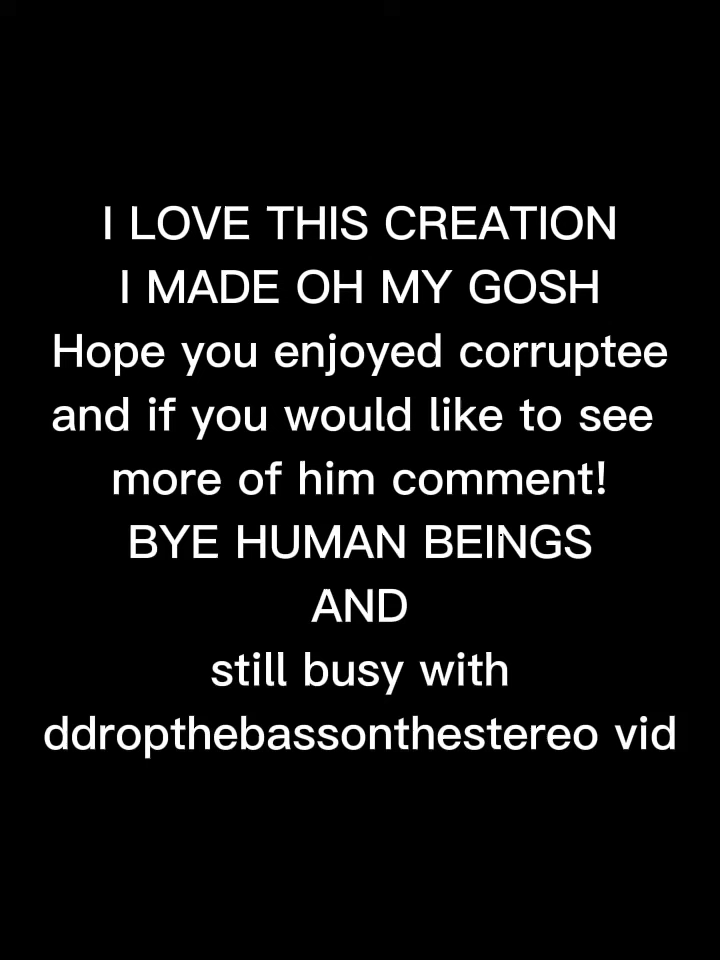 I LOVE THIS CREATION
I MADE OH MY GOSH
Hope you enjoyed corruptee
and if you would like to see
more of him comment!
BYE HUMAN BEINGS
AND
still busy with
ddropthebassonthestereo vid